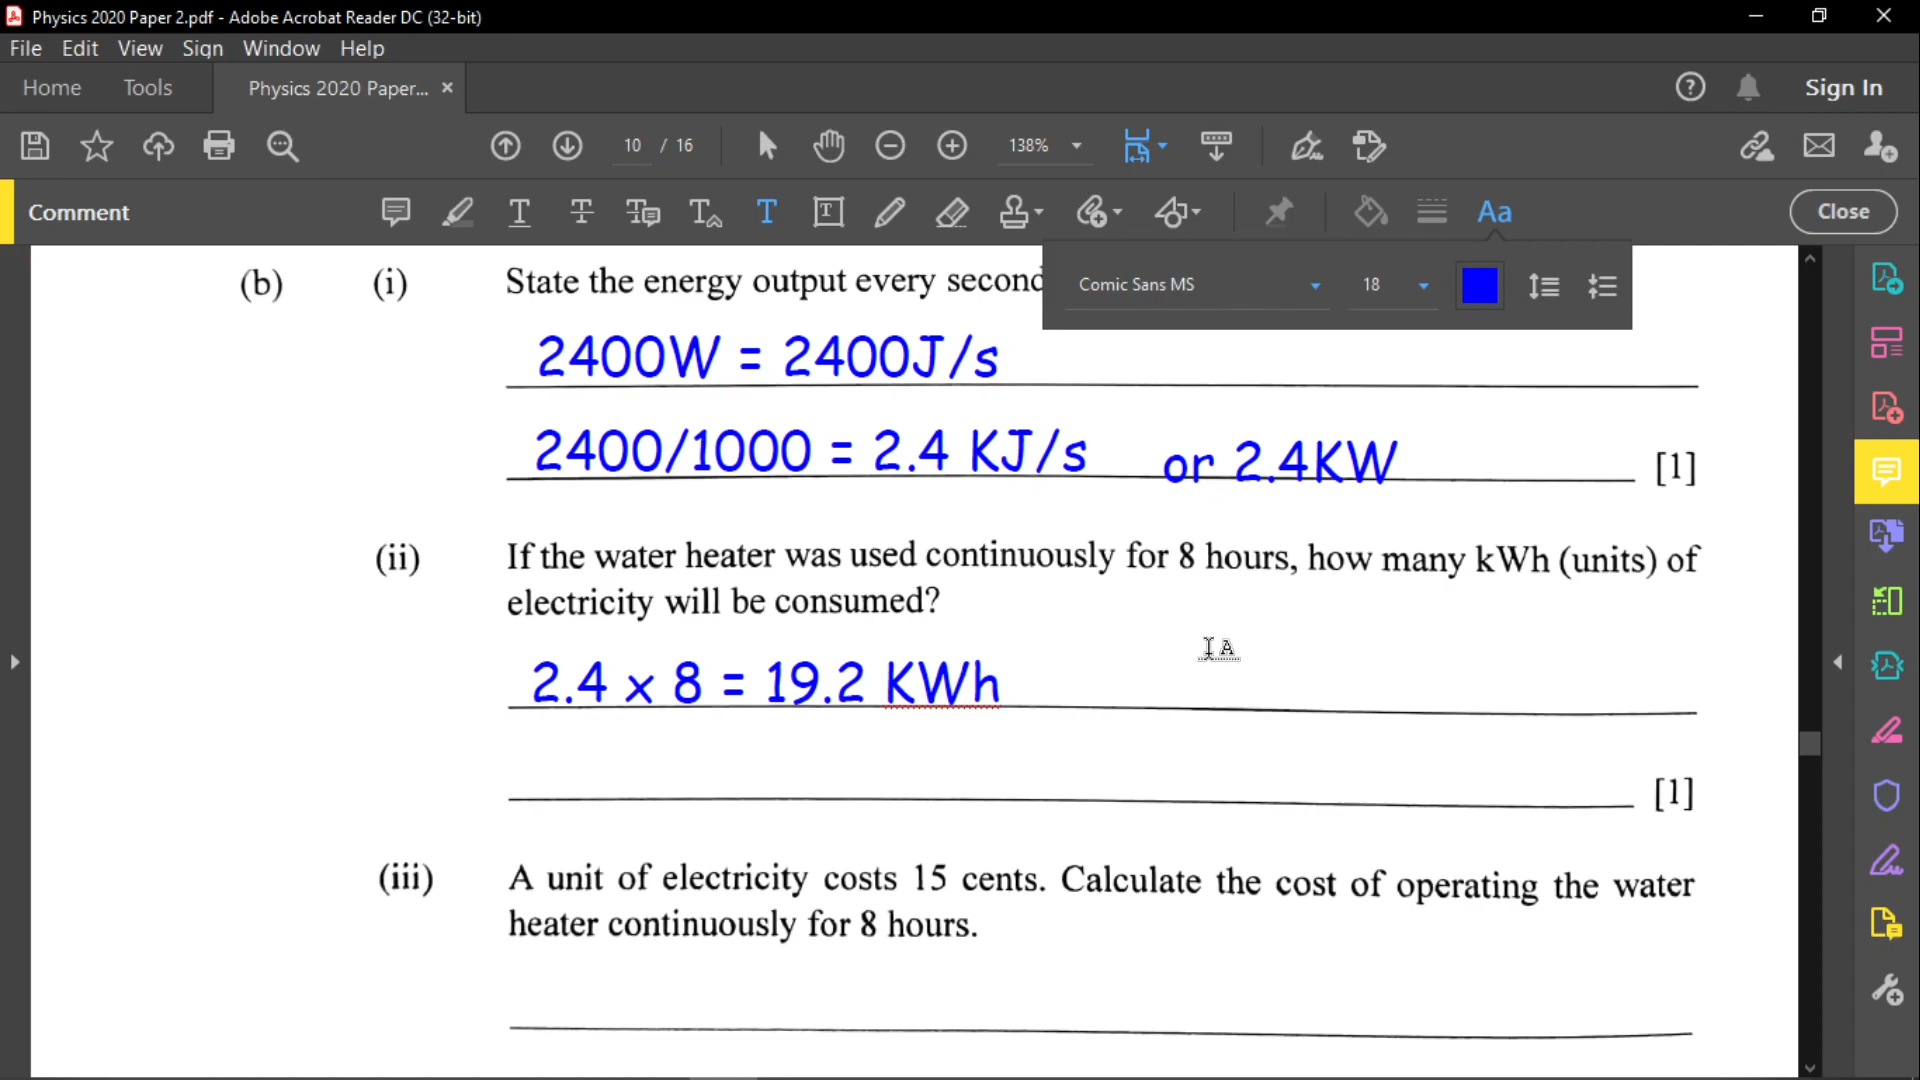 Physics 2020 Paper 2.pdf - Adobe Acrobat Reader DC (32-bit)
File Edit View Sign Window Help
Home Tools Physics 2020 Paper... × Sign In
10 / 16 138%
Comment Close
Comic Sans MS 18
(b) (i) State the energy output every second
2400W = 2400J/s
2400/1000 = 2.4 KJ/s or 2.4KW [1]
(ii) If the water heater was used continuously for 8 hours, how many kWh (units) of
electricity will be consumed?
2.4 x 8 = 19.2 KWh
[1]
(iii) A unit of electricity costs 15 cents. Calculate the cost of operating the water
heater continuously for 8 hours.